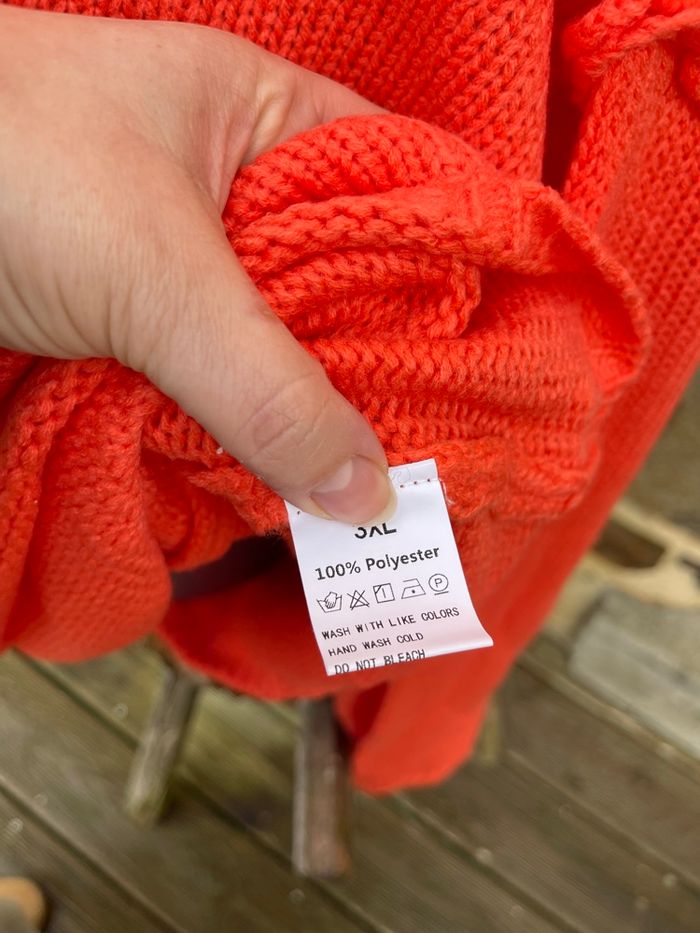 3XL
100% Polyester
P
WASH WITH LIKE COLORS
HAND WASH COLD
DO NOT BLEACH